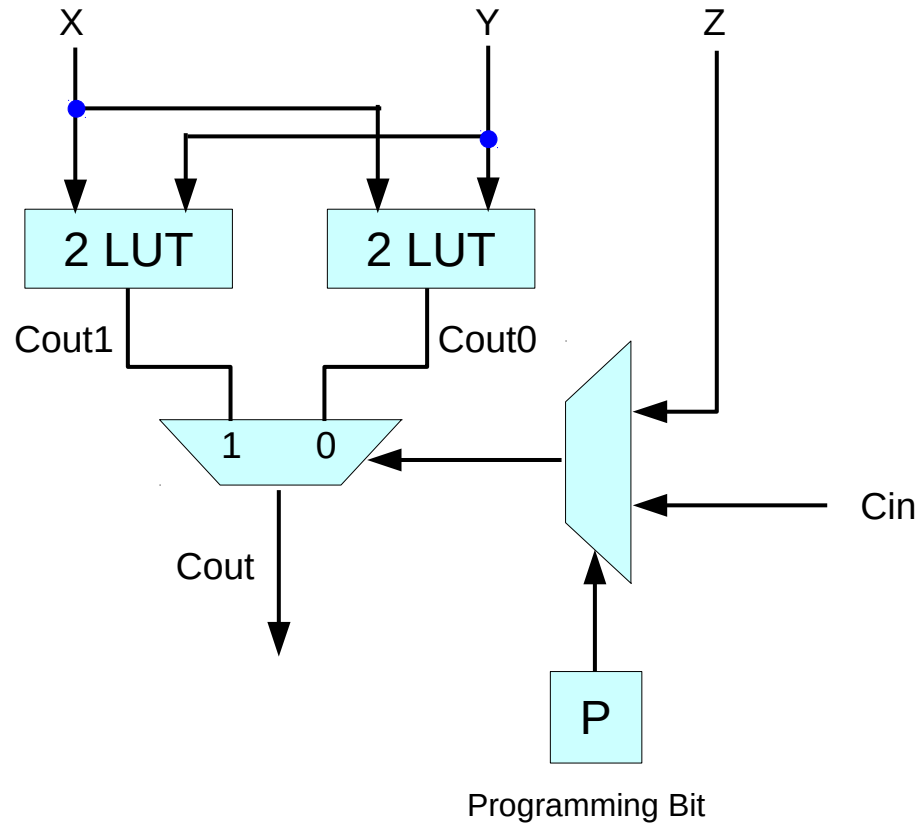 X Y Z
2 LUT 2 LUT
Cout1 Cout0
1 0
Cin
Cout
P
Programming Bit